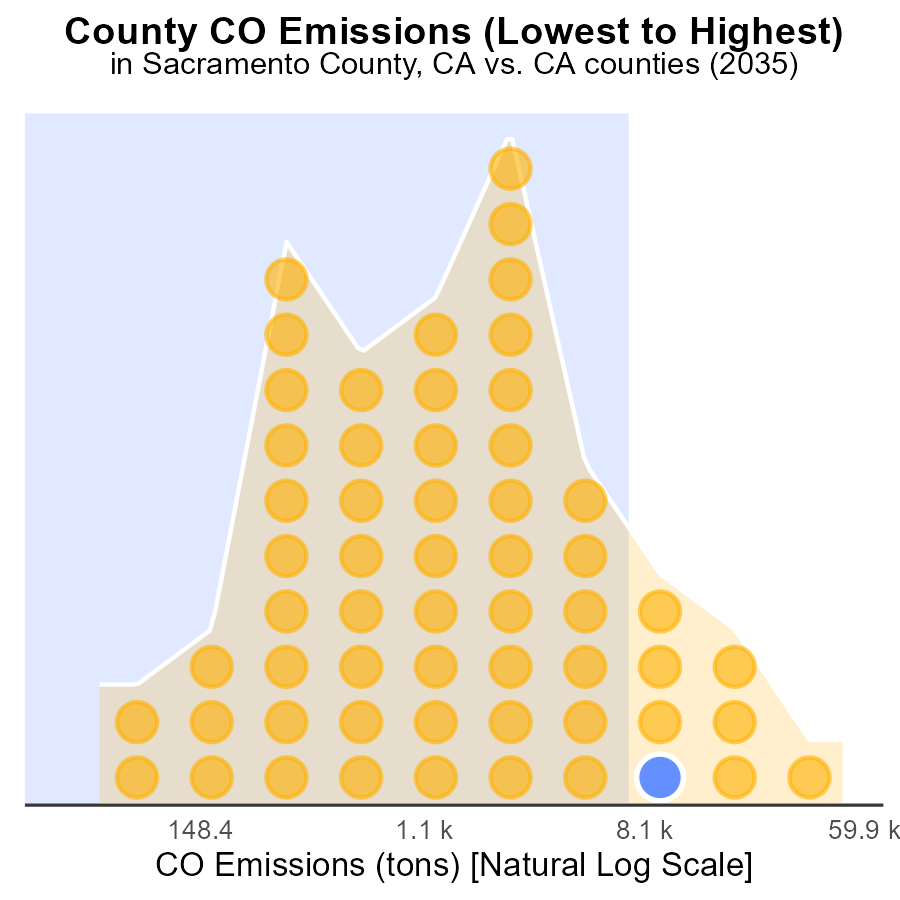 County CO Emissions (Lowest to Highest)
in Sacramento County, CA vs. CA counties (2035)
148.4 1.1 k 8.1 k 59.9 k
CO Emissions (tons) [Natural Log Scale]